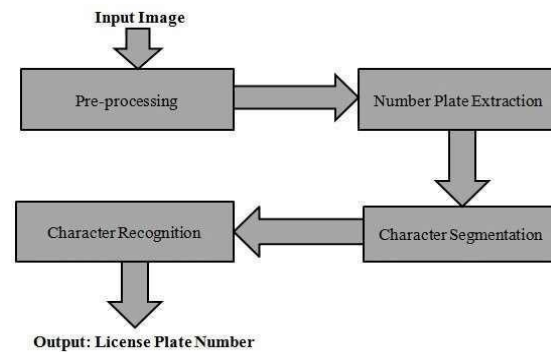 Input Image
Pre-processing
Number Plate Extraction
Character Segmentation
Character Recognition
Output: License Plate Number